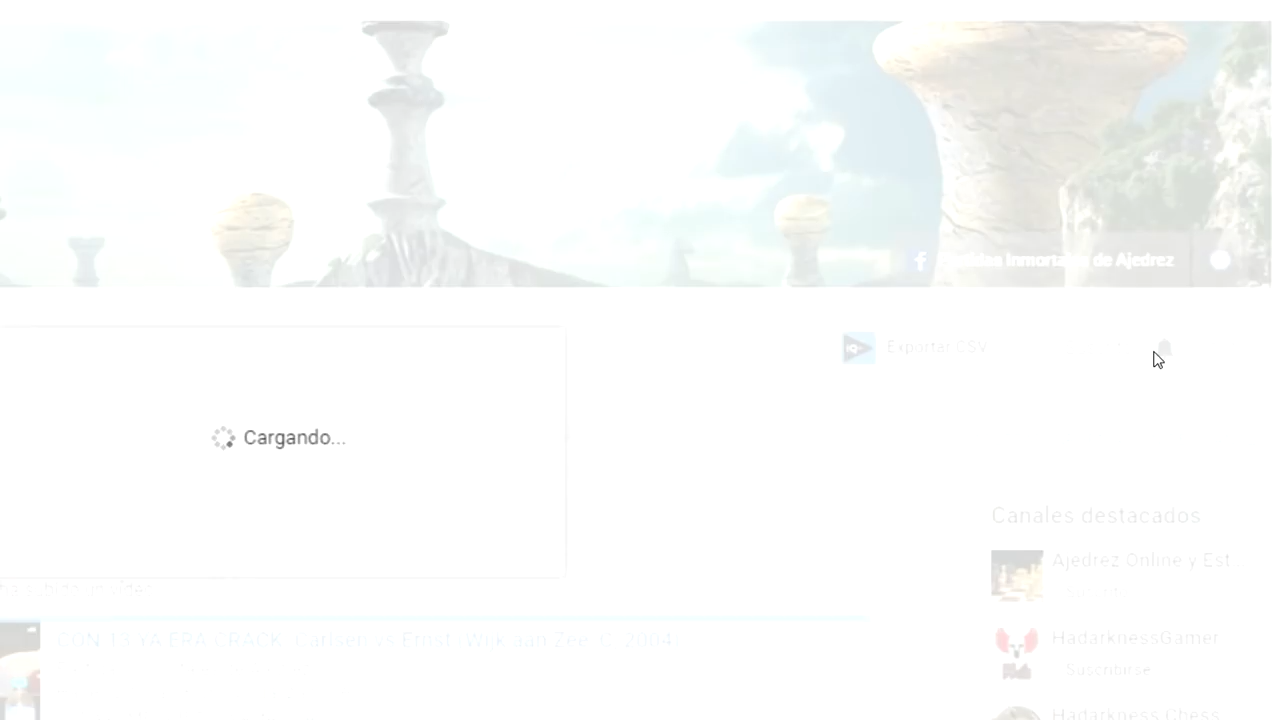 Inmortales de Ajedrez
Exportar CSV
Cargando...
Canales destacados
Ajedrez Online y Est
CON 13 YA ERA CRACK: Carlsen vs Ernst (Wijk aan Zee C, 2004)
HadarknessGamer
Suscribirse
Hadarkness Chess